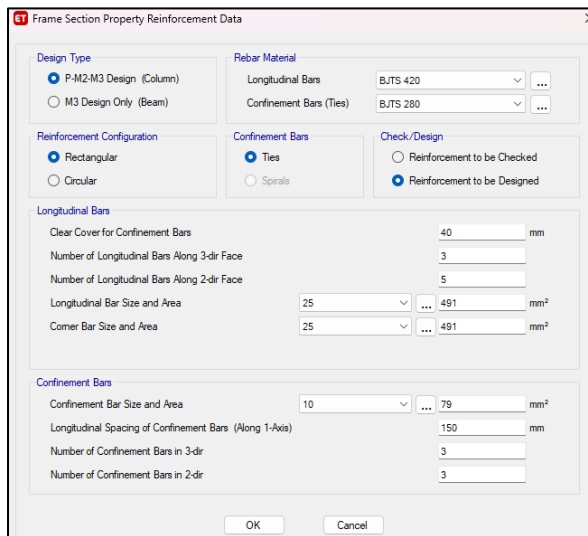 ET Frame Section Property Reinforcement Data
Design Type
P-M2-M3 Design (Column)
M3 Design Only (Beam)
Rebar Material
Longitudinal Bars BJTS 420 ...
Confinement Bars (Ties) BJTS 280 ...
Reinforcement Configuration
Rectangular
Circular
Confinement Bars
Ties
Spirals
Check/Design
Reinforcement to be Checked
Reinforcement to be Designed
Longitudinal Bars
Clear Cover for Confinement Bars 40 mm
Number of Longitudinal Bars Along 3-dir Face 3
Number of Longitudinal Bars Along 2-dir Face 5
Longitudinal Bar Size and Area 25 ... 491 mm²
Corner Bar Size and Area 25 ... 491 mm²
Confinement Bars
Confinement Bar Size and Area 10 ... 79 mm²
Longitudinal Spacing of Confinement Bars (Along 1-Axis) 150 mm
Number of Confinement Bars in 3-dir 3
Number of Confinement Bars in 2-dir 3
OK Cancel